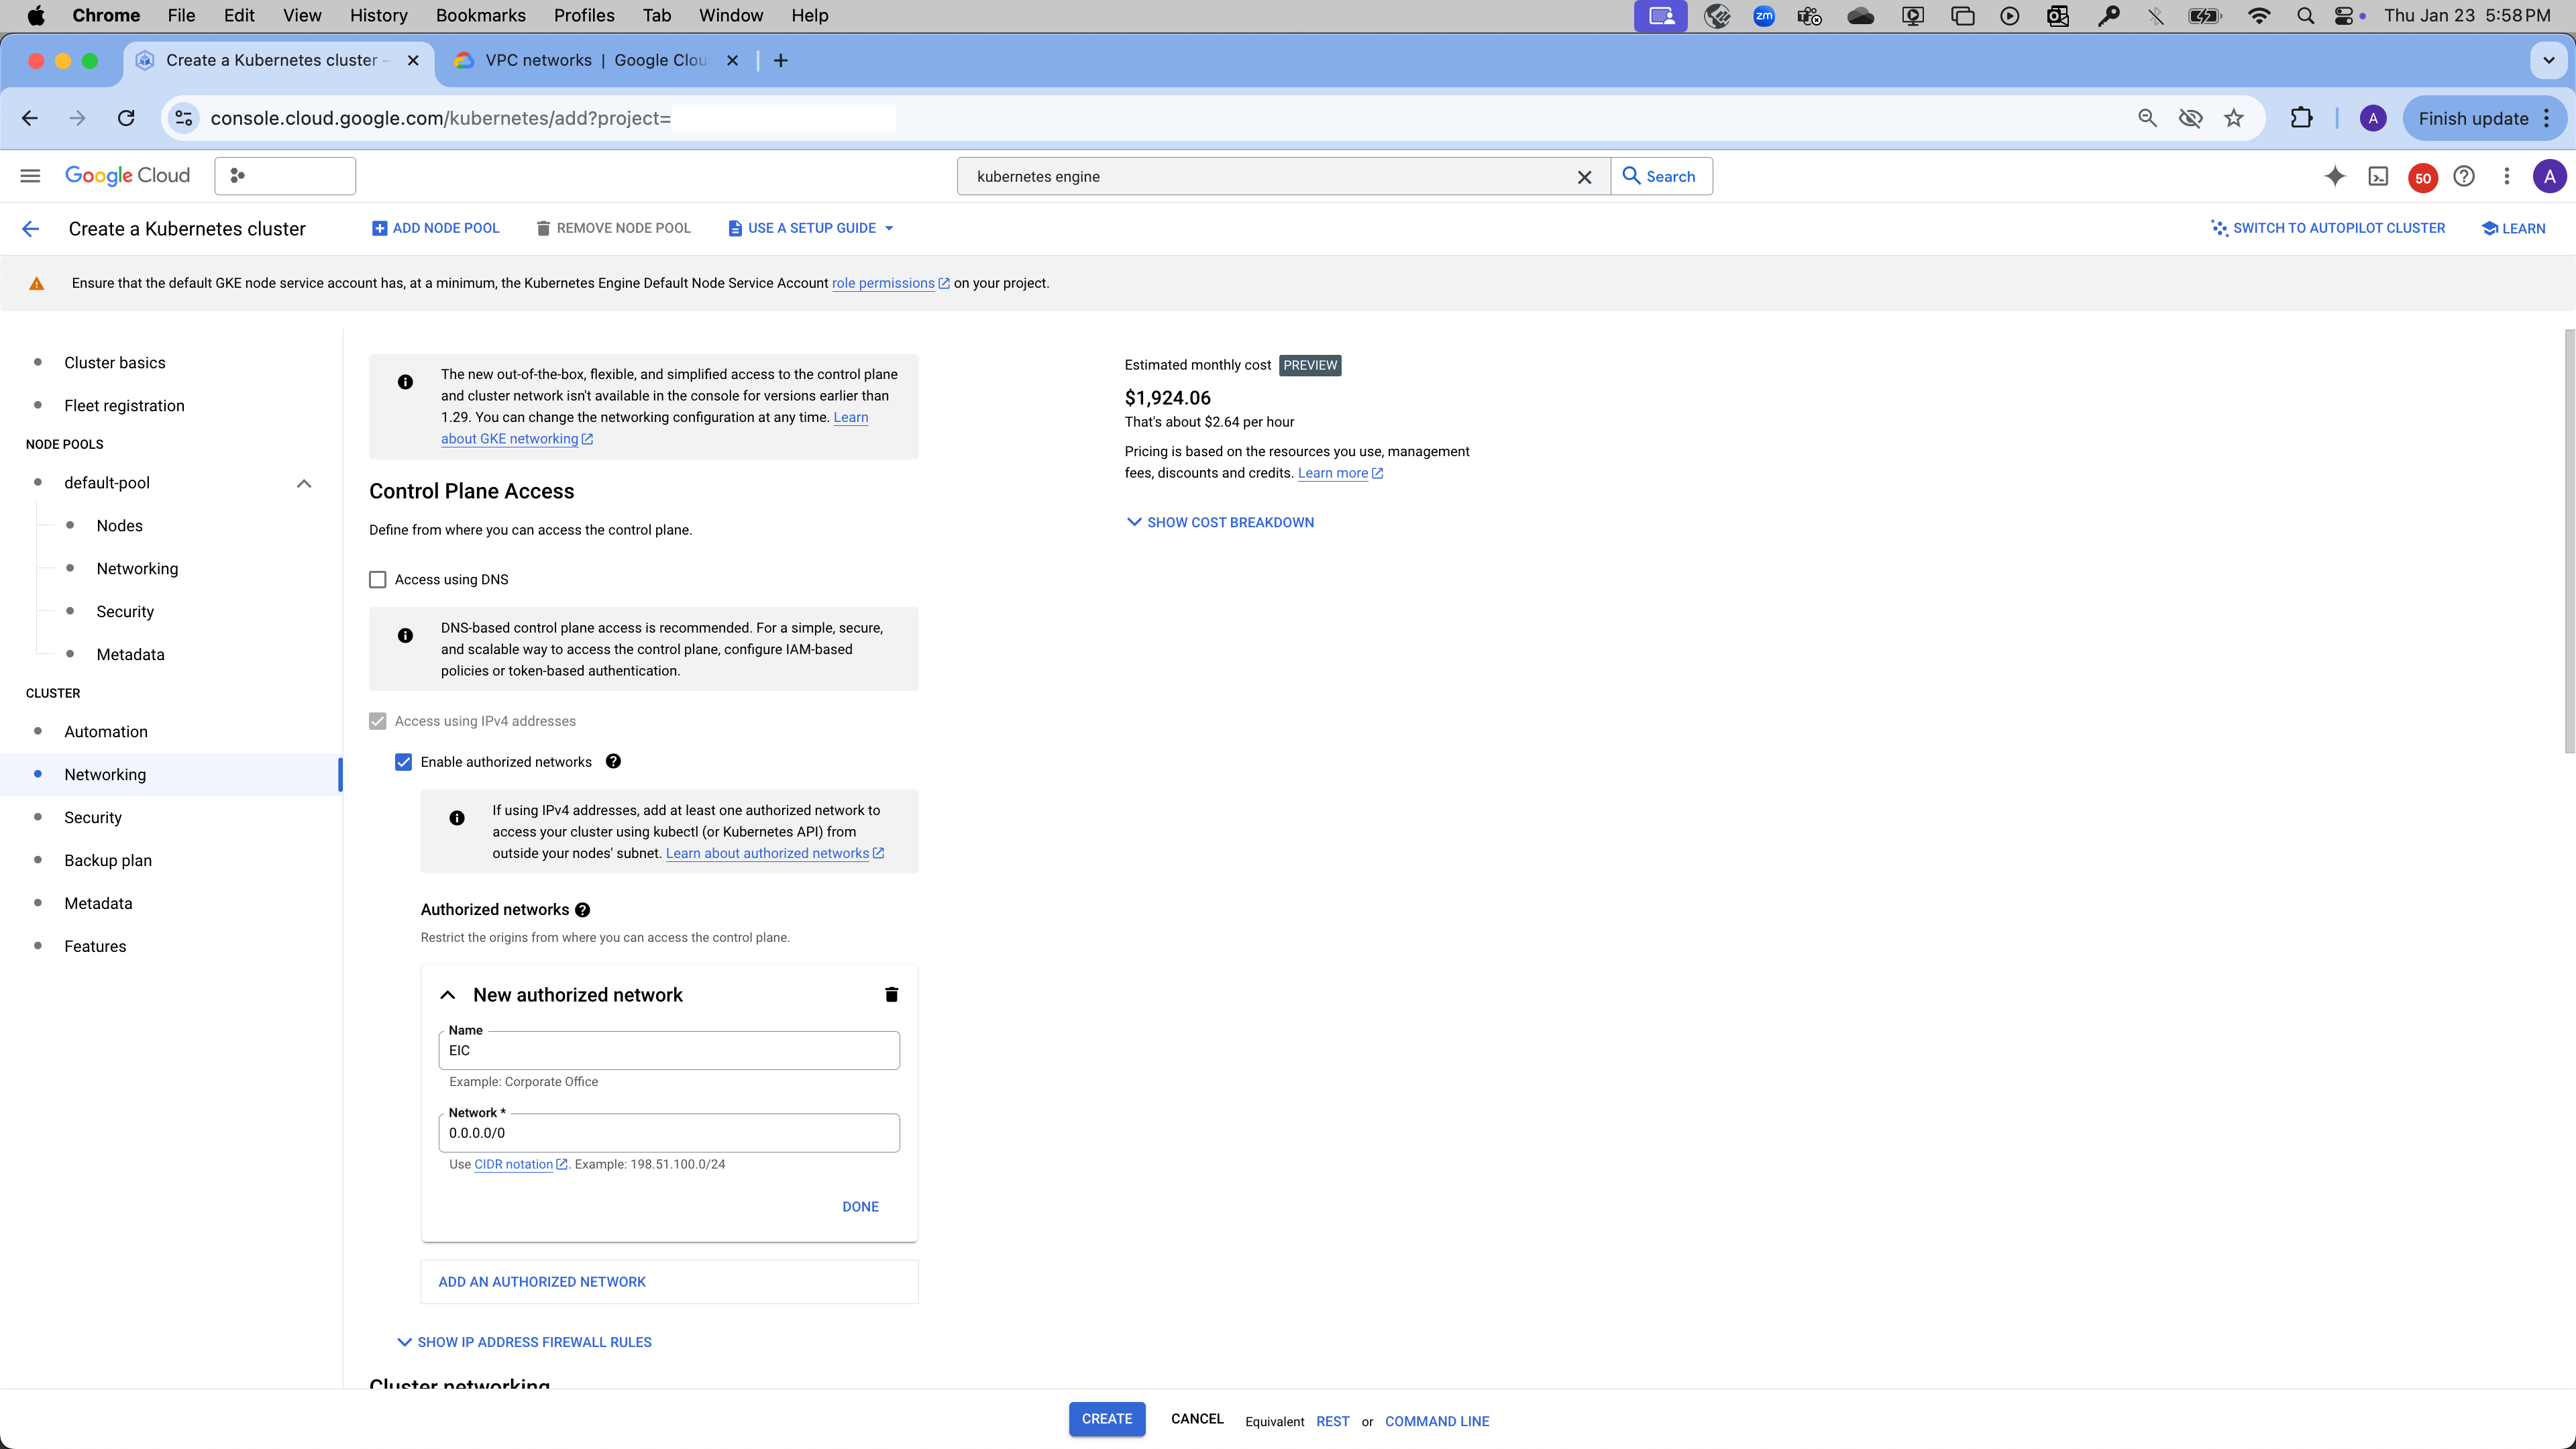 Chrome File Edit View History Bookmarks Profiles Tab Window Help
zm
Thu Jan 23 5:58 PM
Create a Kubernetes cluster -
VPC networks | Google Clou
console.cloud.google.com/kubernetes/add?project=
A
Finish update
Google Cloud
kubernetes engine
Search
50
A
Create a Kubernetes cluster
ADD NODE POOL
REMOVE NODE POOL
USE A SETUP GUIDE
SWITCH TO AUTOPILOT CLUSTER
LEARN
Ensure that the default GKE node service account has, at a minimum, the Kubernetes Engine Default Node Service Account role permissions on your project.
Cluster basics
Fleet registration
NODE POOLS
default-pool
Nodes
Networking
Security
Metadata
CLUSTER
Automation
Networking
Security
Backup plan
Metadata
Features
The new out-of-the-box, flexible, and simplified access to the control plane
and cluster network isn't available in the console for versions earlier than
1.29. You can change the networking configuration at any time. Learn
about GKE networking
Control Plane Access
Define from where you can access the control plane.
Access using DNS
DNS-based control plane access is recommended. For a simple, secure,
and scalable way to access the control plane, configure IAM-based
policies or token-based authentication.
Access using IPv4 addresses
Enable authorized networks
If using IPv4 addresses, add at least one authorized network to
access your cluster using kubectl (or Kubernetes API) from
outside your nodes' subnet. Learn about authorized networks
Authorized networks
Restrict the origins from where you can access the control plane.
New authorized network
Name
EIC
Example: Corporate Office
Network *
0.0.0.0/0
Use CIDR notation. Example: 198.51.100.0/24
DONE
ADD AN AUTHORIZED NETWORK
SHOW IP ADDRESS FIREWALL RULES
Cluster networking
Estimated monthly cost PREVIEW
$1,924.06
That's about $2.64 per hour
Pricing is based on the resources you use, management
fees, discounts and credits. Learn more
SHOW COST BREAKDOWN
CREATE
CANCEL
Equivalent REST or COMMAND LINE